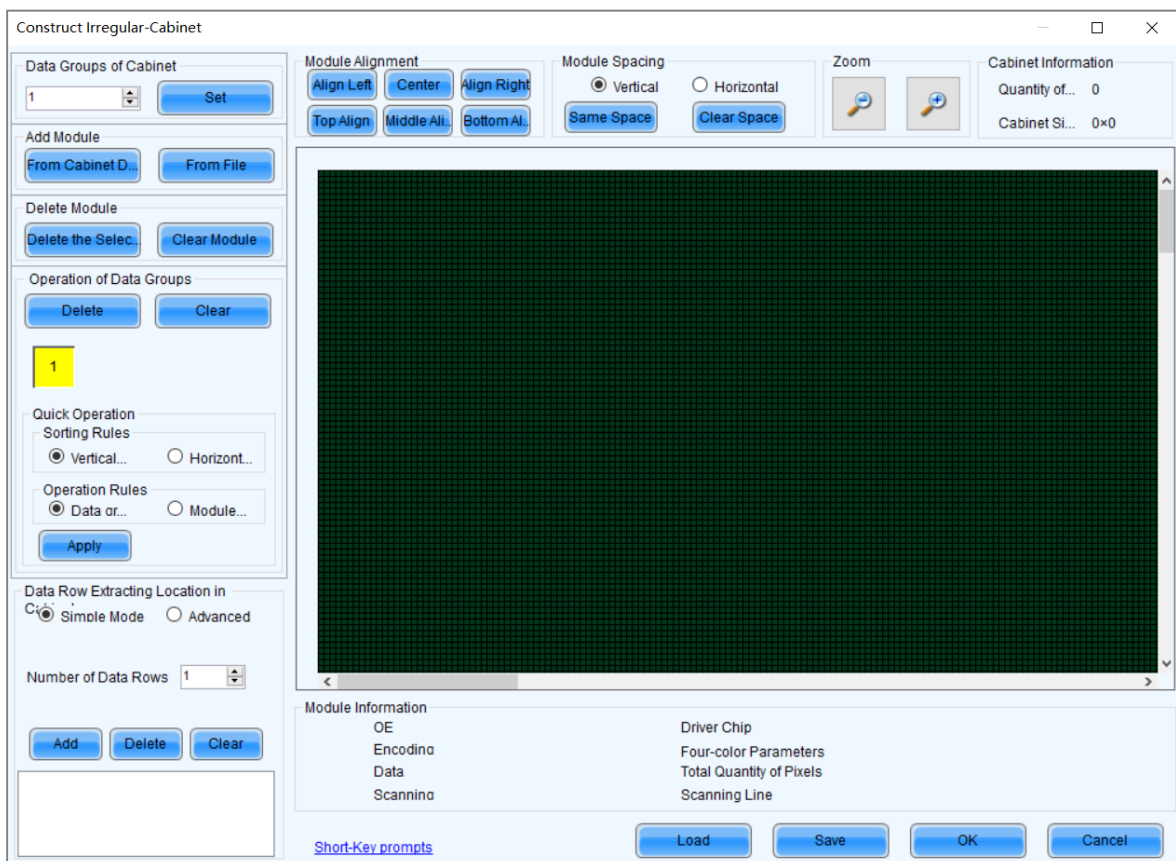 Construct Irregular-Cabinet
Data Groups of Cabinet
1
Set
Add Module
From Cabinet D...
From File
Delete Module
Delete the Selec...
Clear Module
Operation of Data Groups
Delete
Clear
1
Quick Operation
Sorting Rules
Vertical...
Horizont...
Operation Rules
Data gr...
Module...
Apply
Data Row Extracting Location in
Simple Mode
Advanced
Number of Data Rows
1
Add
Delete
Clear
Module Alignment
Align Left
Center
Align Right
Top Align
Middle Ali...
Bottom Al...
Module Spacing
Vertical
Horizontal
Same Space
Clear Space
Zoom
Cabinet Information
Quantity of... 0
Cabinet Si... 0×0
Module Information
OE
Driver Chip
Encoding
Four-color Parameters
Data
Total Quantity of Pixels
Scanning
Scanning Line
Short-Key prompts
Load
Save
OK
Cancel